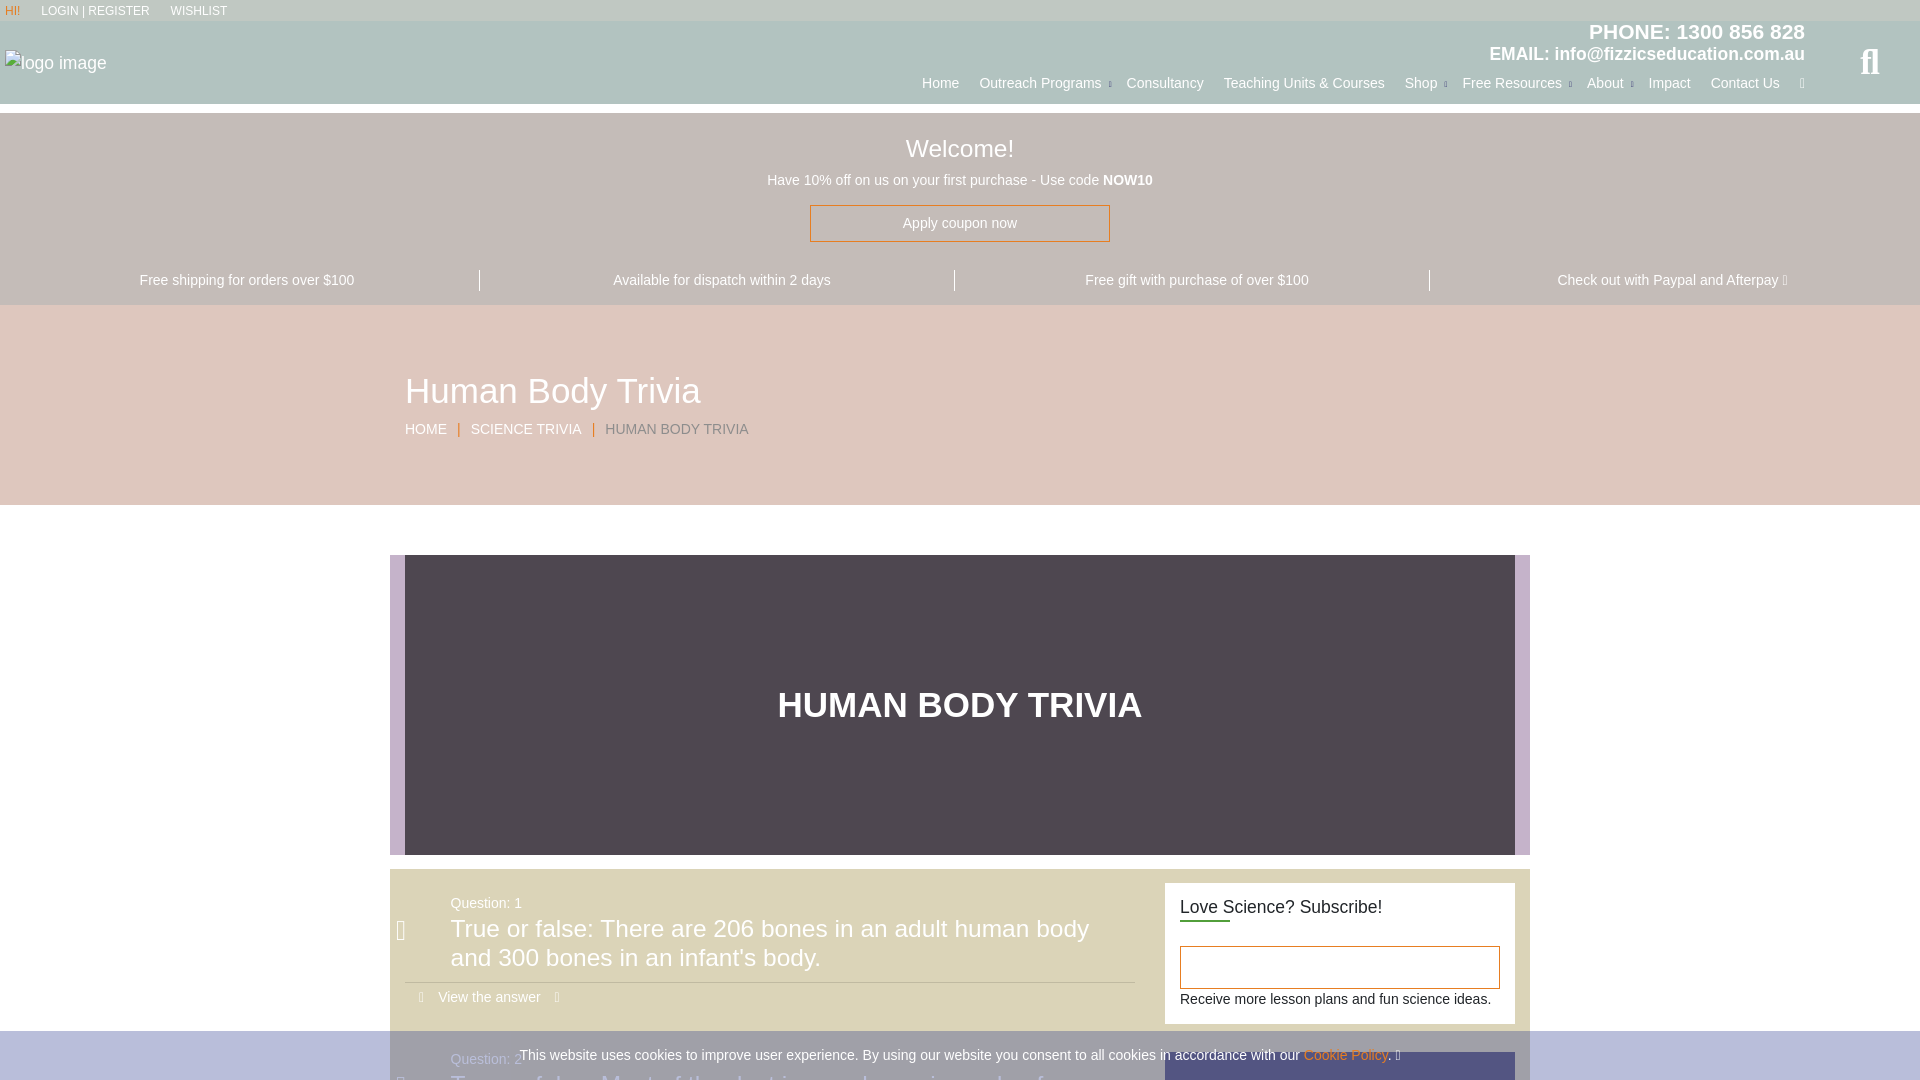 HI! LOGIN | REGISTER WISHLIST
PHONE: 1300 856 828
EMAIL: info@fizzicseducation.com.au
logo image
Home Outreach Programs Consultancy Teaching Units & Courses Shop Free Resources About Impact Contact Us
Welcome!
Have 10% off on us on your first purchase - Use code NOW10
Apply coupon now
Free shipping for orders over $100
Available for dispatch within 2 days
Free gift with purchase of over $100
Check out with Paypal and Afterpay
Human Body Trivia
HOME | SCIENCE TRIVIA | HUMAN BODY TRIVIA
HUMAN BODY TRIVIA
Question: 1
True or false: There are 206 bones in an adult human body
and 300 bones in an infant's body.
View the answer
Love Science? Subscribe!
Receive more lesson plans and fun science ideas.
Question: 2
This website uses cookies to improve user experience. By using our website you consent to all cookies in accordance with our Cookie Policy.